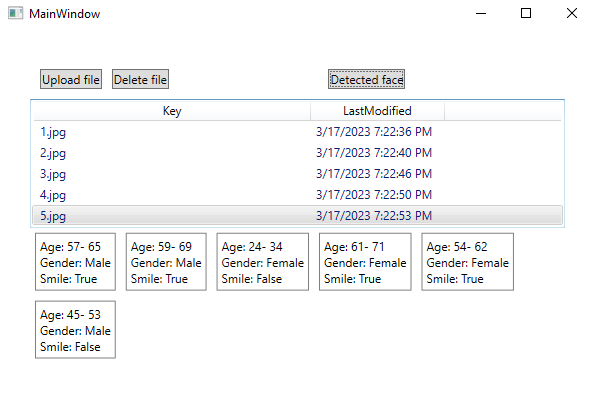 MainWindow
Upload file Delete file Detected face
Key LastModified
1.jpg 3/17/2023 7:22:36 PM
2.jpg 3/17/2023 7:22:40 PM
3.jpg 3/17/2023 7:22:46 PM
4.jpg 3/17/2023 7:22:50 PM
5.jpg 3/17/2023 7:22:53 PM
Age: 57- 65
Gender: Male
Smile: True
Age: 59- 69
Gender: Male
Smile: True
Age: 24- 34
Gender: Female
Smile: False
Age: 61- 71
Gender: Female
Smile: True
Age: 54- 62
Gender: Female
Smile: True
Age: 45- 53
Gender: Male
Smile: False